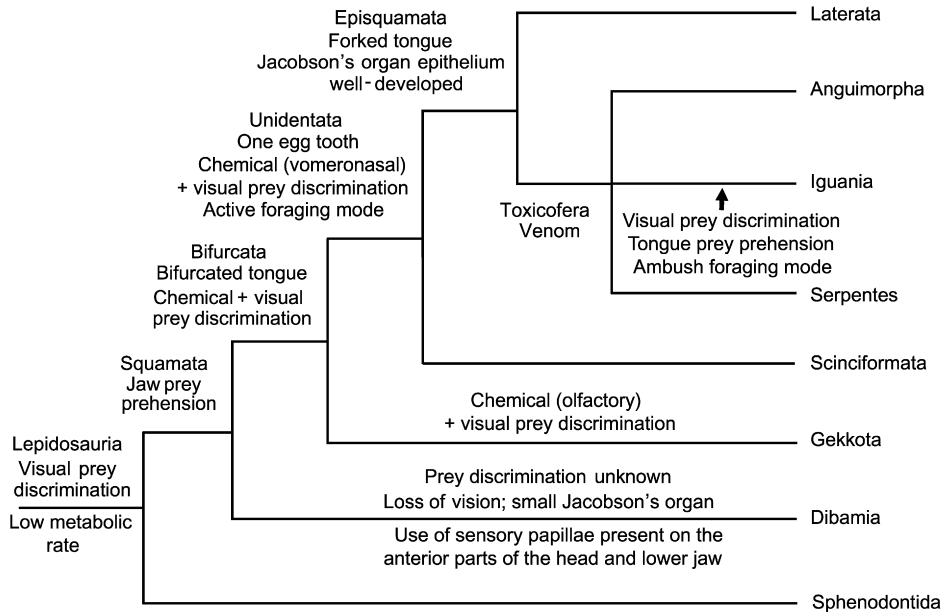 Episquamata
Forked tongue
Jacobson's organ epithelium
well-developed
Laterata
Anguimorpha
Unidentata
One egg tooth
Chemical (vomeronasal)
+ visual prey discrimination
Active foraging mode
Iguania
Toxicofera
Venom
Visual prey discrimination
Tongue prey prehension
Ambush foraging mode
Bifurcata
Bifurcated tongue
Chemical + visual
prey discrimination
Serpentes
Squamata
Jaw prey
prehension
Scinciformata
Chemical (olfactory)
+ visual prey discrimination
Gekkota
Lepidosauria
Visual prey
discrimination
Low metabolic
rate
Prey discrimination unknown
Loss of vision; small Jacobson's organ
Dibamia
Use of sensory papillae present on the
anterior parts of the head and lower jaw
Sphenodontida